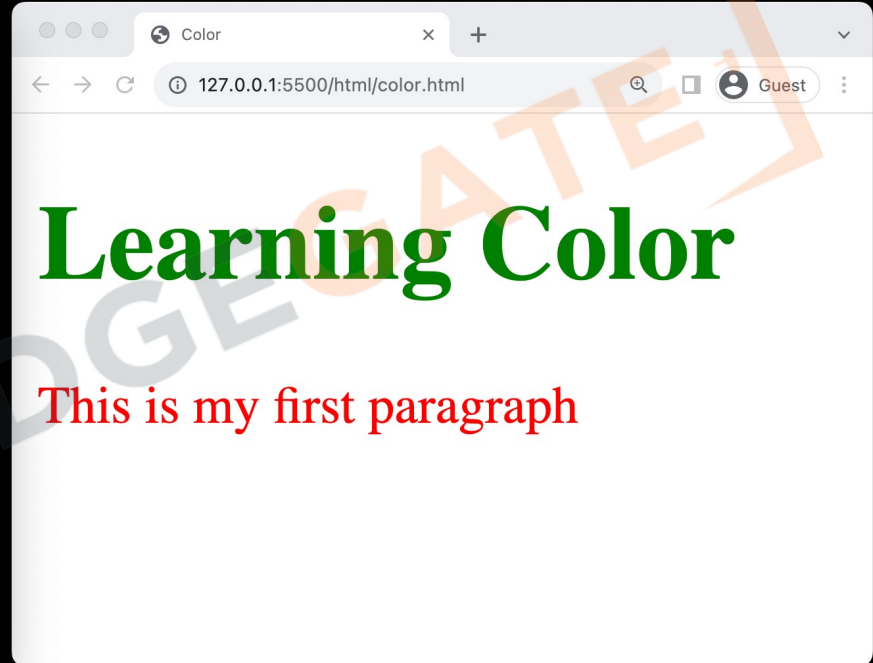 Color
127.0.0.1:5500/html/color.html
Guest
Learning Color
This is my first paragraph
DGEGATE